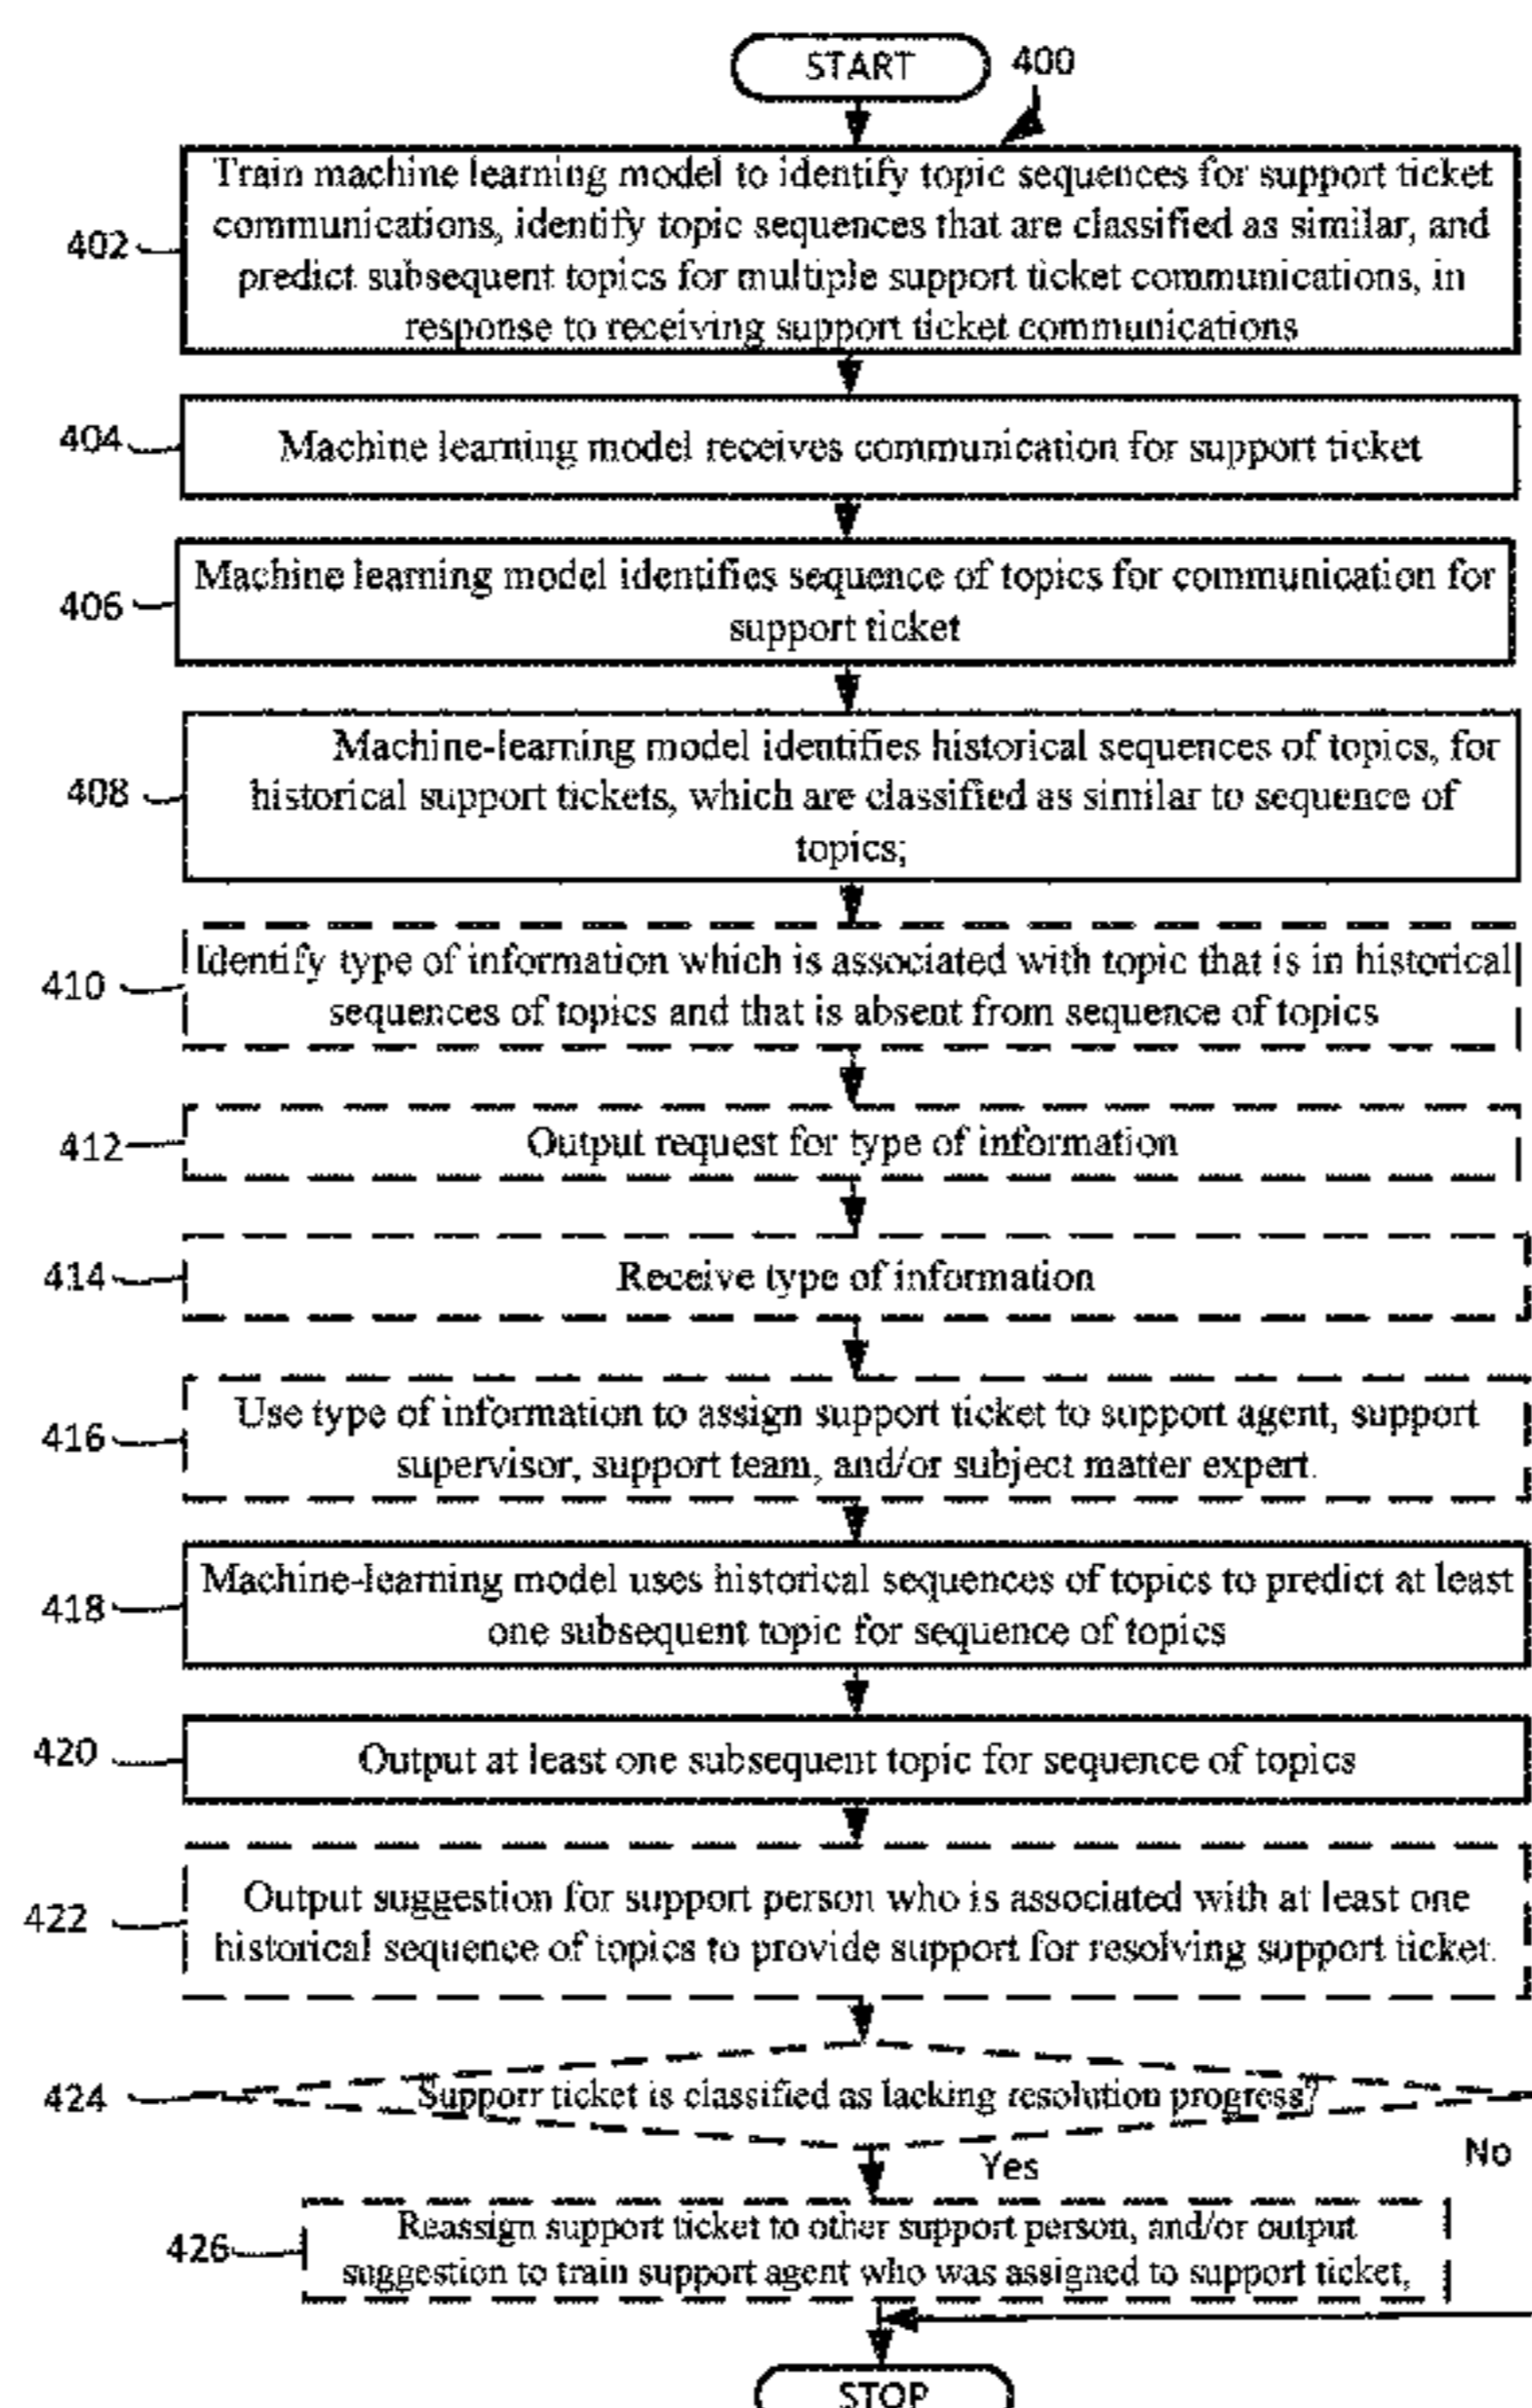 START
400
402
Train machine learning model to identify topic sequences for support ticket
communications, identify topic sequences that are classified as similar, and
predict subsequent topics for multiple support ticket communications, in
response to receiving support ticket communications
404
Machine learning model receives communication for support ticket
406
Machine learning model identifies sequence of topics for communication for
support ticket
408
Machine-learning model identifies historical sequences of topics, for
historical support tickets, which are classified as similar to sequence of
topics;
410
Identify type of information which is associated with topic that is in historical
sequences of topics and that is absent from sequence of topics
412
Output request for type of information
414
Receive type of information
416
Use type of information to assign support ticket to support agent, support
supervisor, support team, and/or subject matter expert.
418
Machine-learning model uses historical sequences of topics to predict at least
one subsequent topic for sequence of topics
420
Output at least one subsequent topic for sequence of topics
422
Output suggestion for support person who is associated with at least one
historical sequence of topics to provide support for resolving support ticket.
424
Supporr ticket is classified as lacking resolution progress?
Yes
No
426
Reassign support ticket to other support person, and/or output
suggestion to train support agent who was assigned to support ticket,
STOP